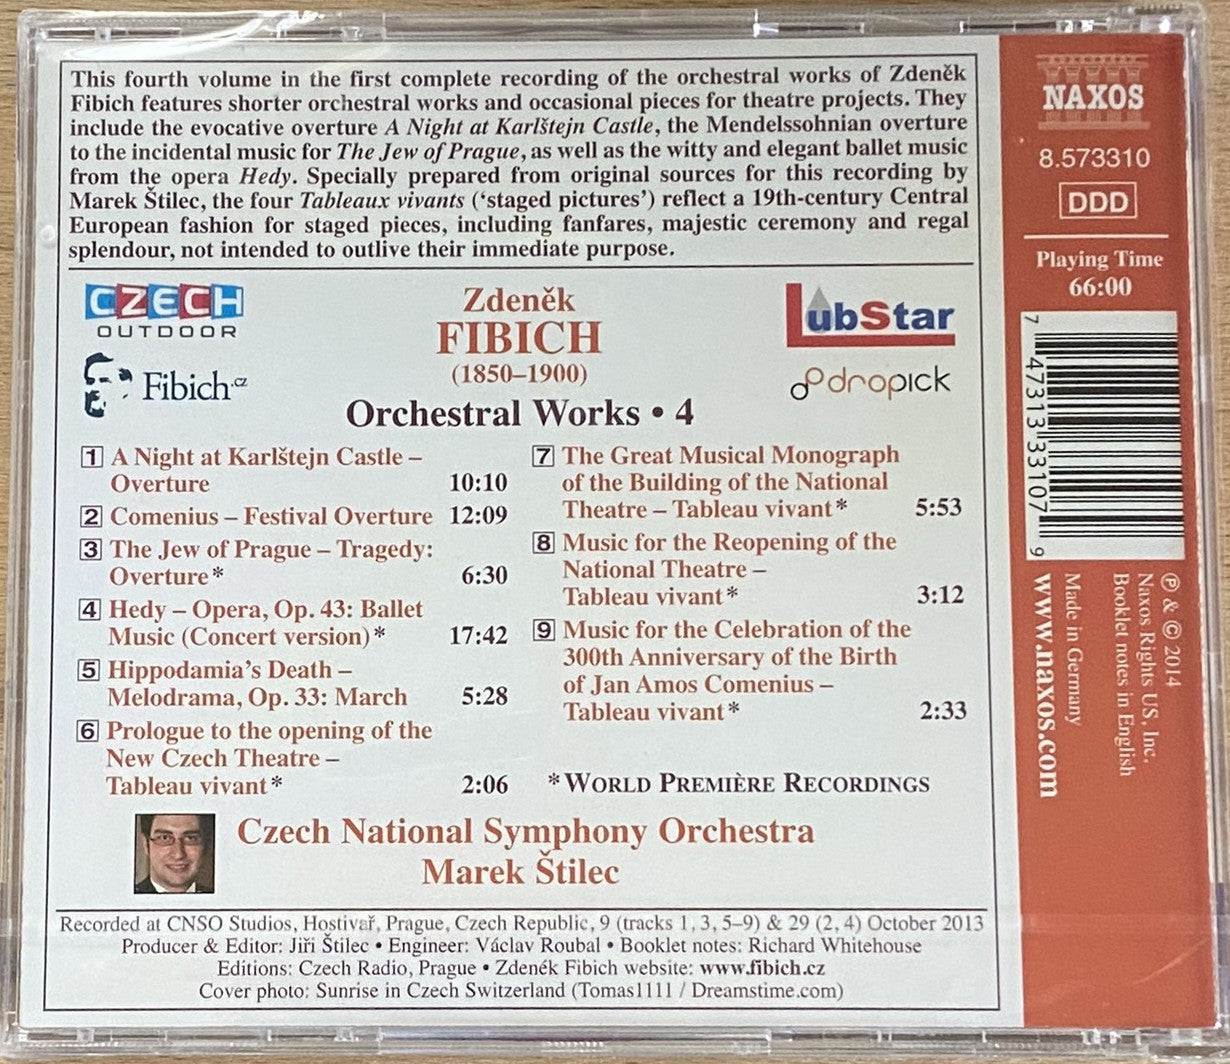 This fourth volume in the first complete recording of the orchestral works of Zdeněk
Fibich features shorter orchestral works and occasional pieces for theatre projects. They
include the evocative overture A Night at Karlštejn Castle, the Mendelssohnian overture
to the incidental music for The Jew of Prague, as well as the witty and elegant ballet music
from the opera Hedy. Specially prepared from original sources for this recording by
Marek Štilec, the four Tableaux vivants (‘staged pictures’) reflect a 19th-century Central
European fashion for staged pieces, including fanfares, majestic ceremony and regal
splendour, not intended to outlive their immediate purpose.
CZECH
OUTDOOR
Fibich.cz
Zdeněk
FIBICH
(1850–1900)
Orchestral Works • 4
LubStar
dropick
1 A Night at Karlštejn Castle –
Overture 10:10
2 Comenius – Festival Overture 12:09
3 The Jew of Prague – Tragedy:
Overture* 6:30
4 Hedy – Opera, Op. 43: Ballet
Music (Concert version)* 17:42
5 Hippodamia’s Death –
Melodrama, Op. 33: March 5:28
6 Prologue to the opening of the
New Czech Theatre –
Tableau vivant* 2:06
7 The Great Musical Monograph
of the Building of the National
Theatre – Tableau vivant* 5:53
8 Music for the Reopening of the
National Theatre –
Tableau vivant* 3:12
9 Music for the Celebration of the
300th Anniversary of the Birth
of Jan Amos Comenius –
Tableau vivant* 2:33
*WORLD PREMIÈRE RECORDINGS
Czech National Symphony Orchestra
Marek Štilec
Recorded at CNSO Studios, Hostivař, Prague, Czech Republic, 9 (tracks 1, 3, 5–9) & 29 (2, 4) October 2013
Producer & Editor: Jiří Štilec • Engineer: Václav Roubal • Booklet notes: Richard Whitehouse
Editions: Czech Radio, Prague • Zdeněk Fibich website: www.fibich.cz
Cover photo: Sunrise in Czech Switzerland (Tomas1111 / Dreamstime.com)
NAXOS
8.573310
DDD
Playing Time
66:00
7 47313 33107 9
℗ & © 2014
Naxos Rights US, Inc.
Booklet notes in English
Made in Germany
www.naxos.com